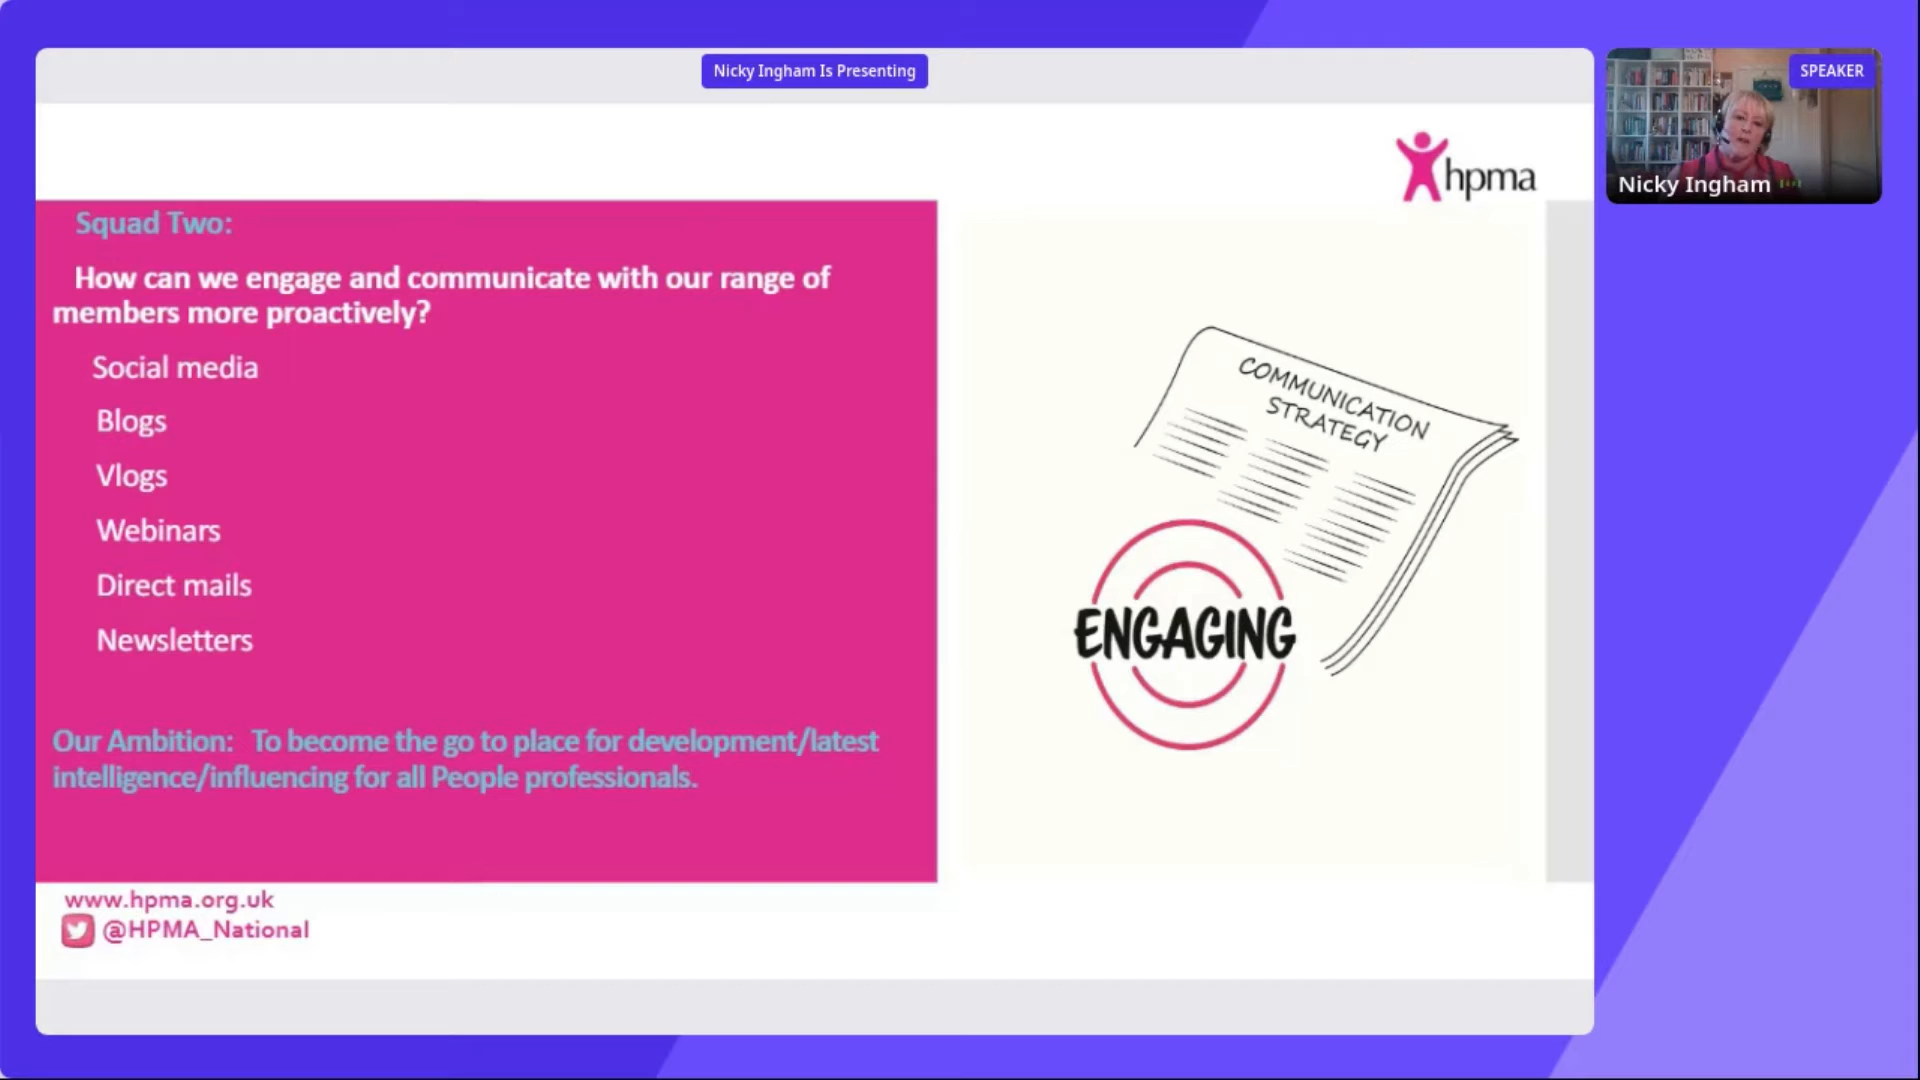 Nicky Ingham Is Presenting
SPEAKER
Nicky Ingham
hpma
Squad Two:
How can we engage and communicate with our range of
members more proactively?
Social media
Blogs
Vlogs
Webinars
Direct mails
Newsletters
Our Ambition: To become the go to place for development/latest
intelligence/influencing for all People professionals.
COMMUNICATION
STRATEGY
ENGAGING
www.hpma.org.uk
@HPMA_National